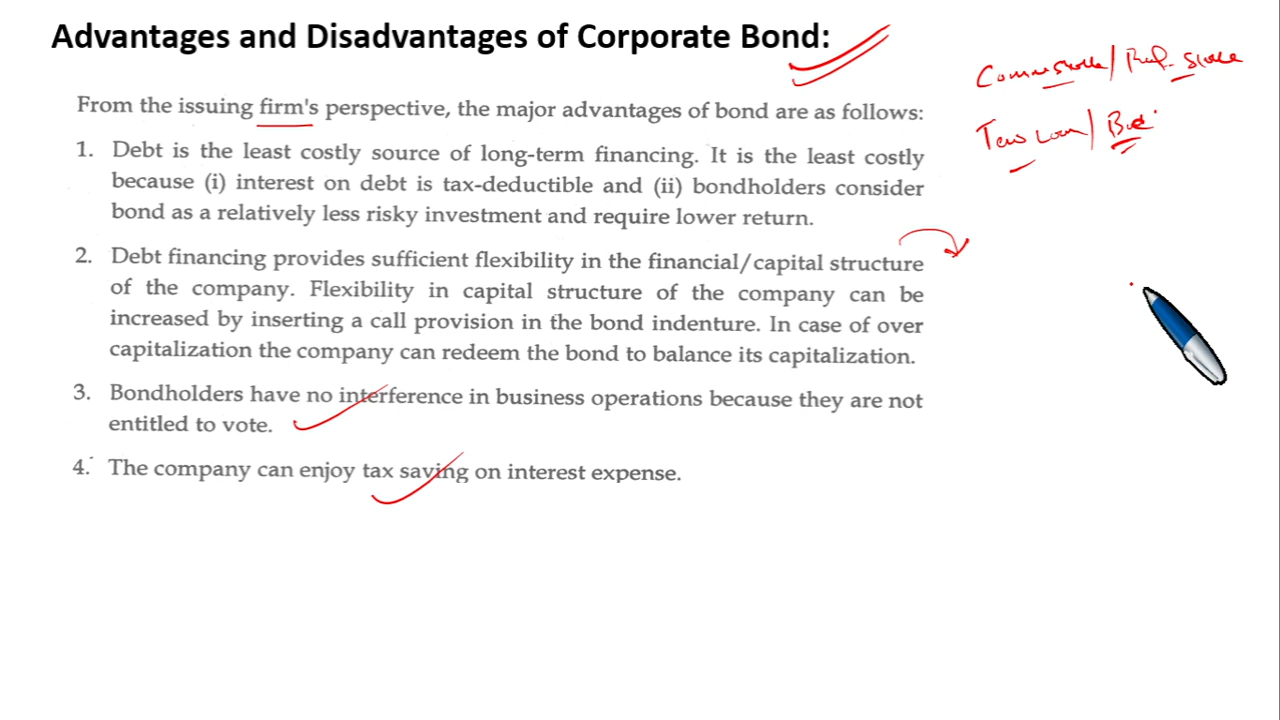 Advantages and Disadvantages of Corporate Bond:
From the issuing firm's perspective, the major advantages of bond are as follows:
1. Debt is the least costly source of long-term financing. It is the least costly
because (i) interest on debt is tax-deductible and (ii) bondholders consider
bond as a relatively less risky investment and require lower return.
2. Debt financing provides sufficient flexibility in the financial/capital structure
of the company. Flexibility in capital structure of the company can be
increased by inserting a call provision in the bond indenture. In case of over
capitalization the company can redeem the bond to balance its capitalization.
3. Bondholders have no interference in business operations because they are not
entitled to vote.
4. The company can enjoy tax saving on interest expense.